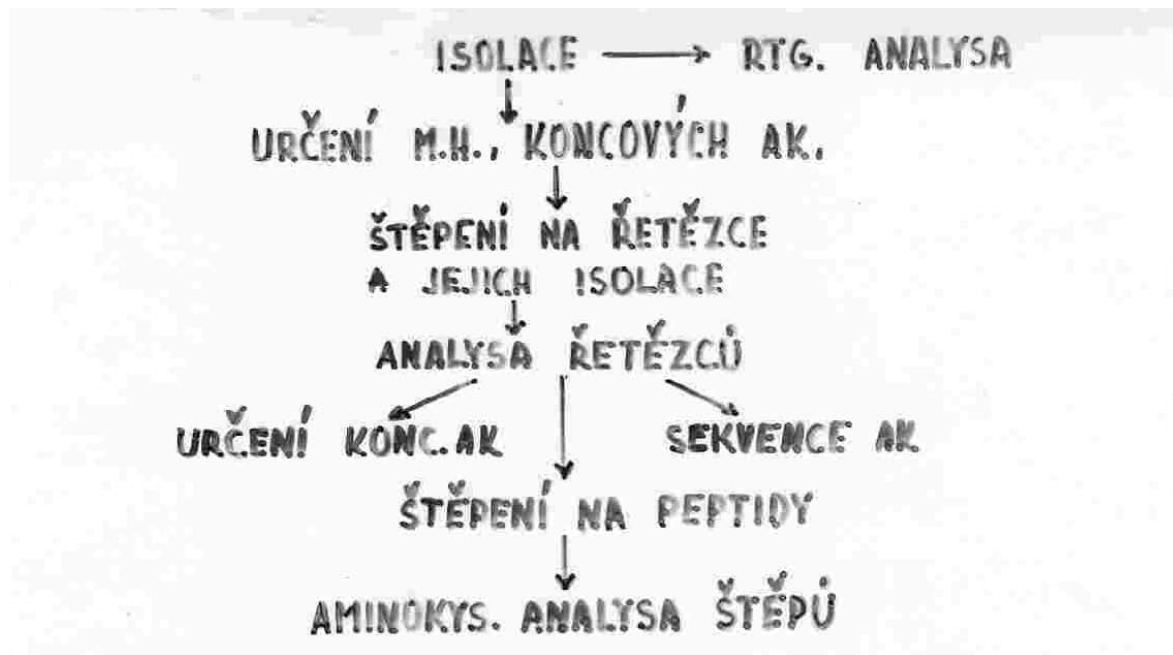 ISOLACE → RTG. ANALYSA
URČENÍ M.H., KONCOVÝCH AK.
ŠTĚPENÍ NA ŘETĚZCE
A JEJICH ISOLACE
ANALYSA ŘETĚZCŮ
URČENÍ KONC. AK SEKVENCE AK
ŠTĚPENÍ NA PEPTIDY
AMINOKYS. ANALYSA ŠTĚPŮ